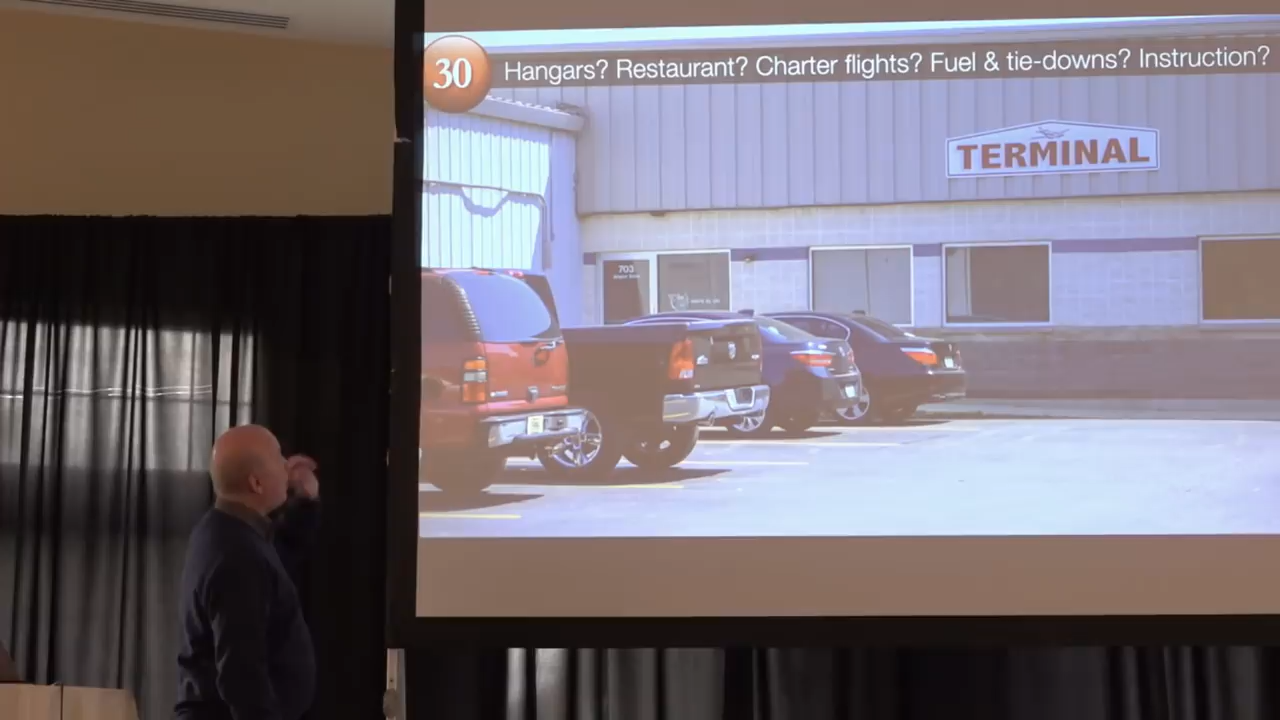 30
Hangars? Restaurant? Charter flights? Fuel & tie-downs? Instruction?
TERMINAL
703